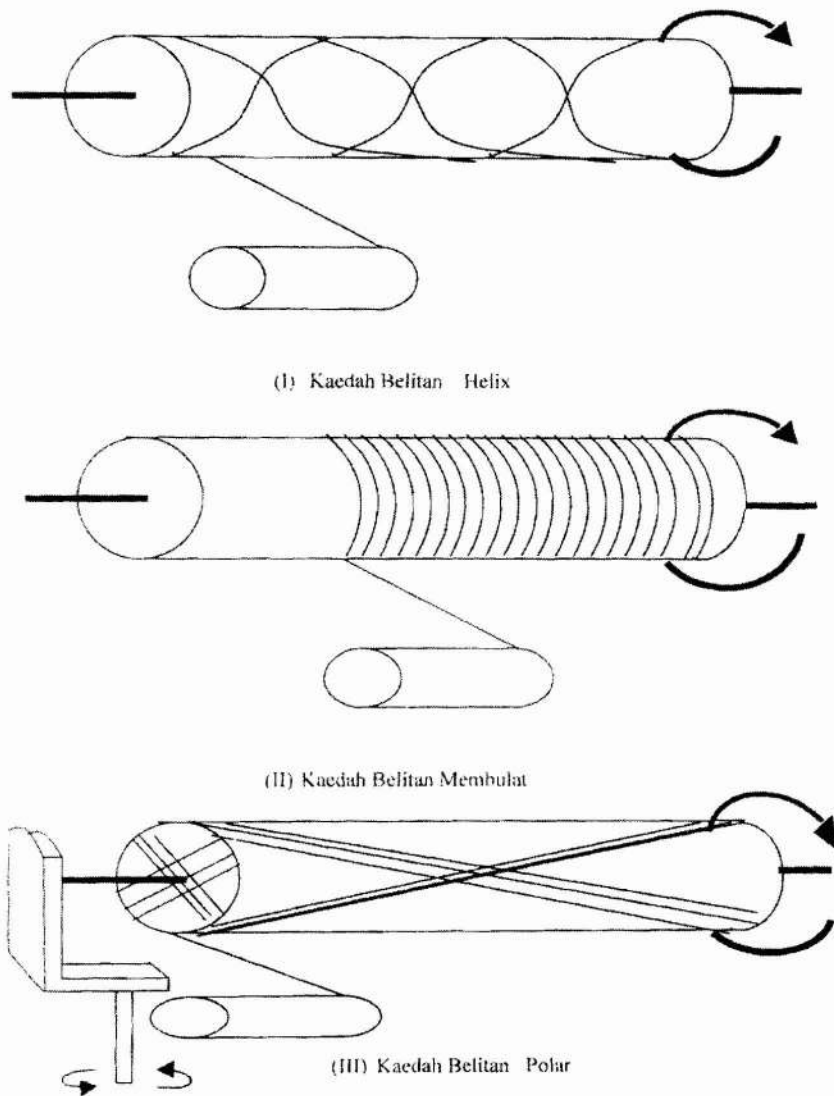 (I) Kaedah Belitan Helix
(II) Kaedah Belitan Membulat
(III) Kaedah Belitan Polar